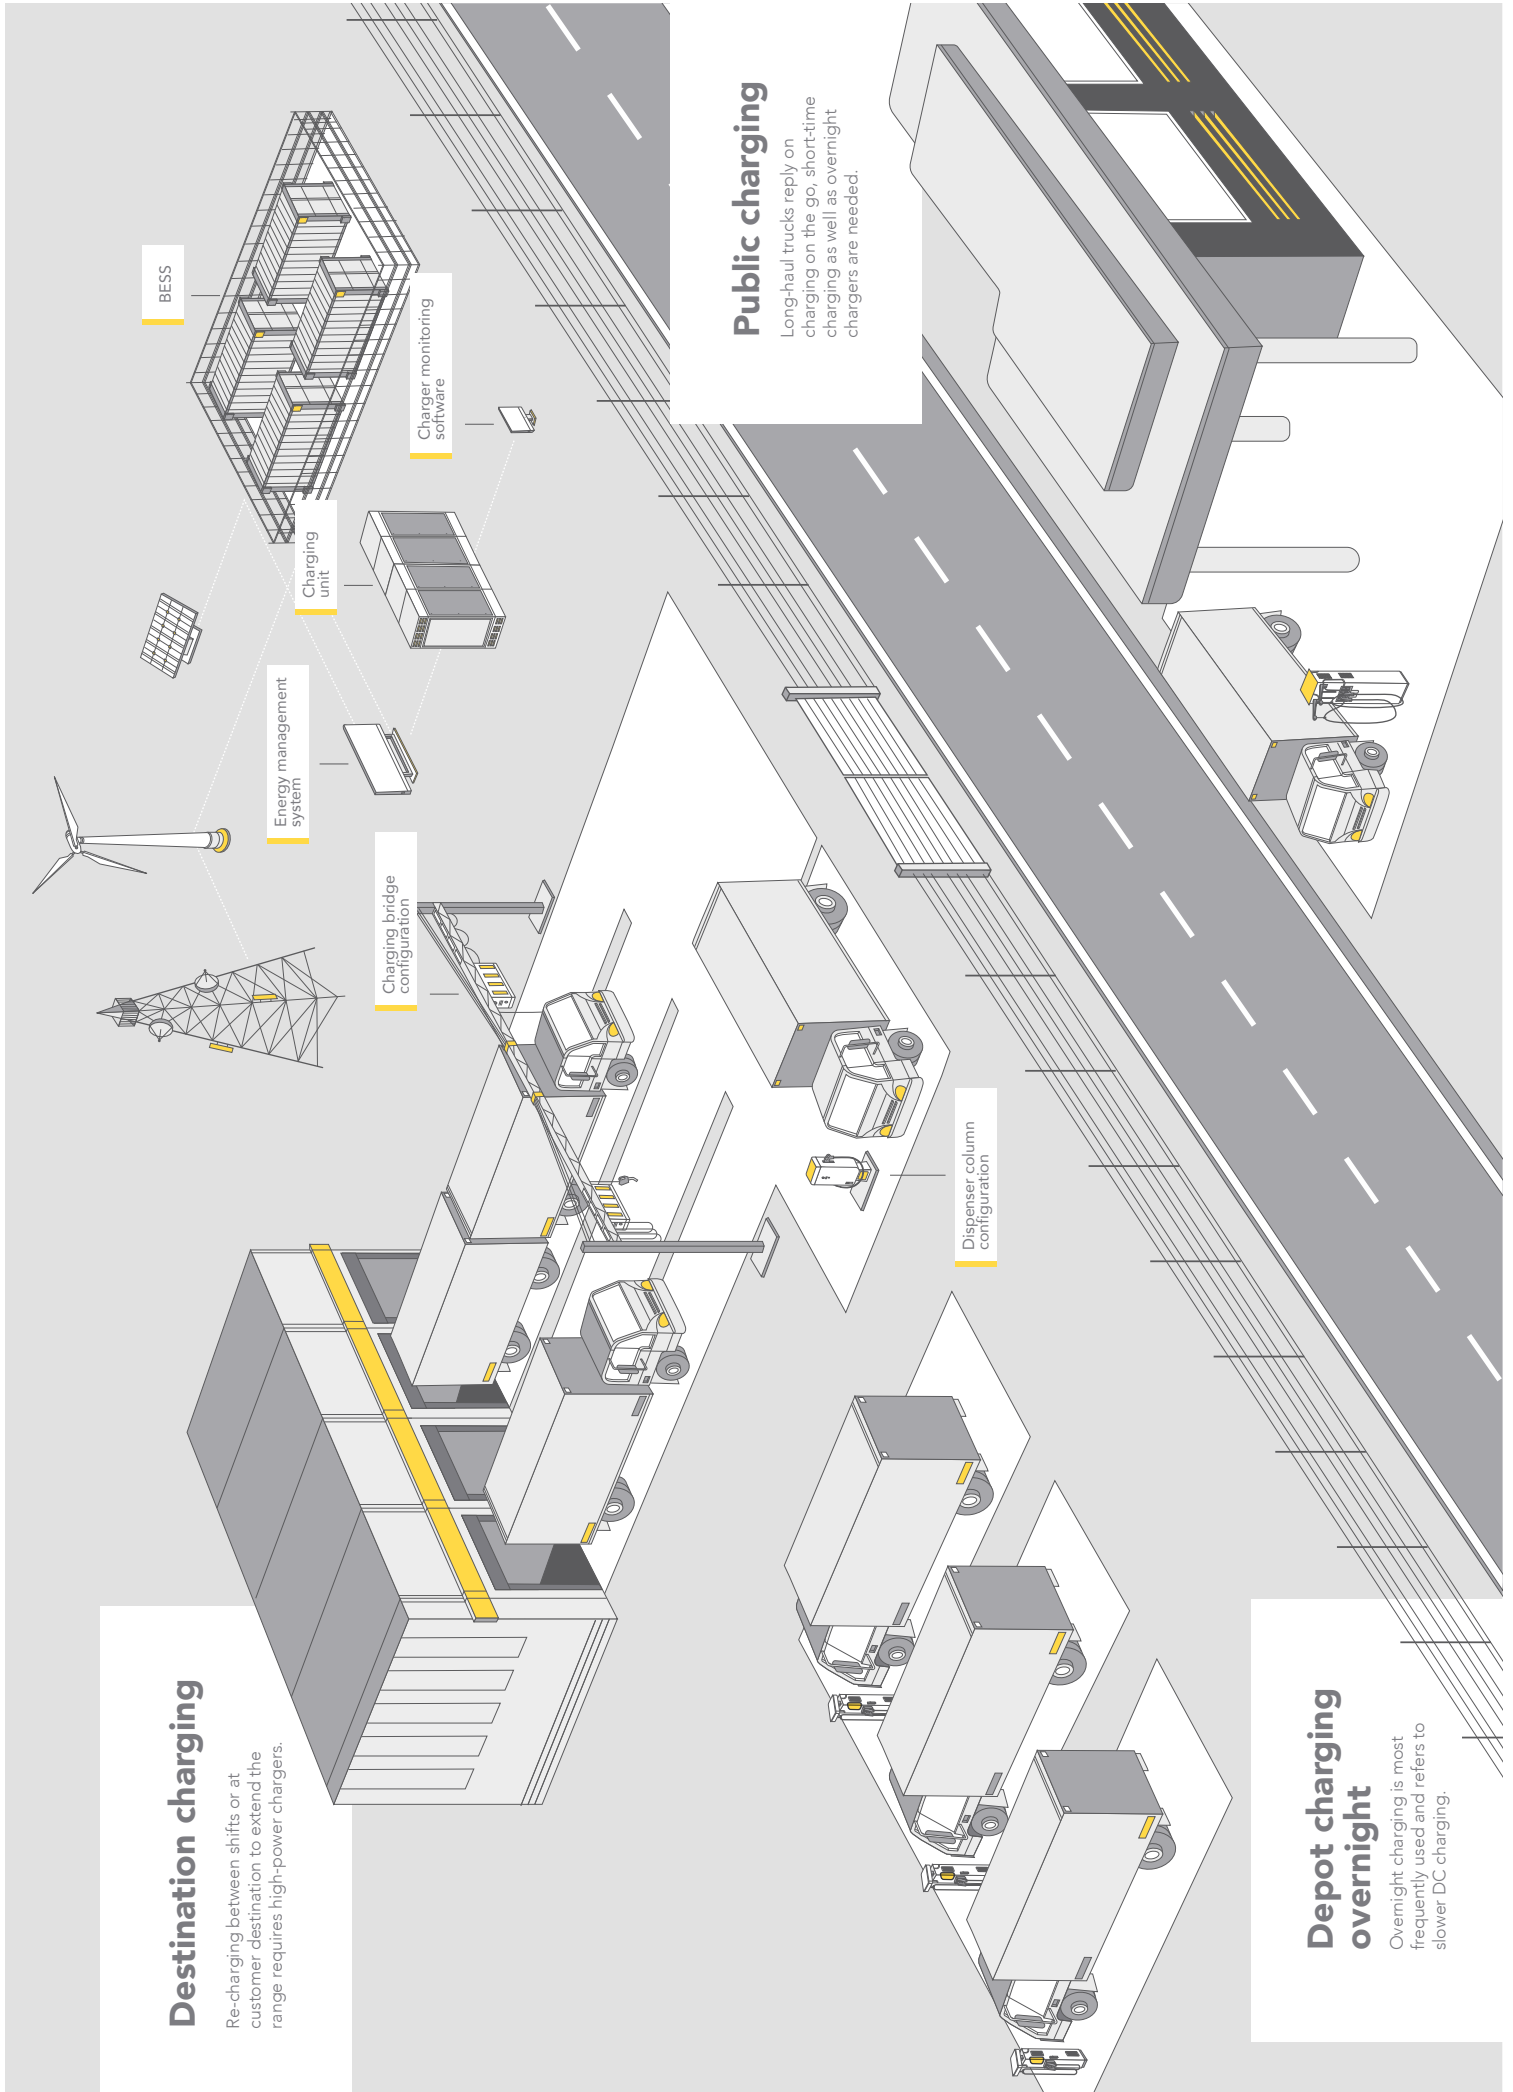 Destination charging
Re-charging between shifts or at
customer destination to extend the
range requires high-power chargers.
BESS
Charging
unit
Charger monitoring
software
Energy management
system
Charging bridge
configuration
Dispenser column
configuration
Public charging
Long-haul trucks reply on
charging on the go, short-time
charging as well as overnight
chargers are needed.
Depot charging
overnight
Overnight charging is most
frequently used and refers to
slower DC charging.